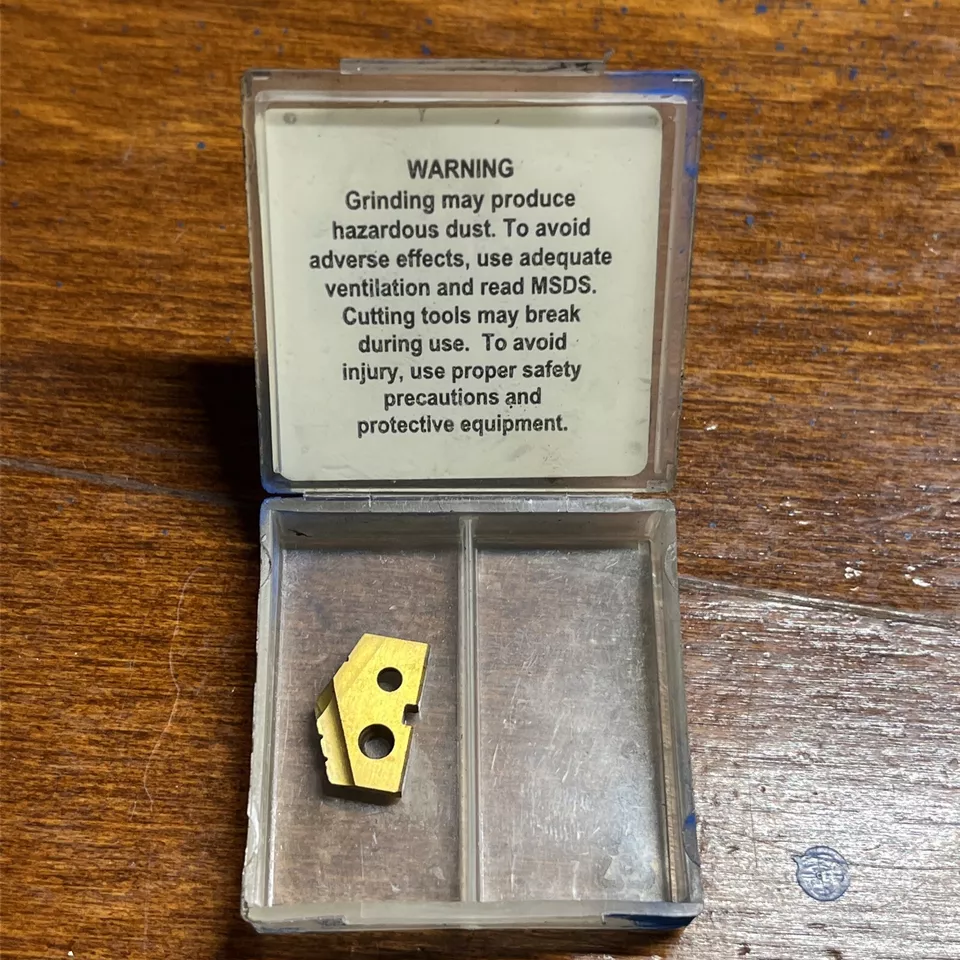 WARNING
Grinding may produce
hazardous dust. To avoid
adverse effects, use adequate
ventilation and read MSDS.
Cutting tools may break
during use. To avoid
injury, use proper safety
precautions and
protective equipment.